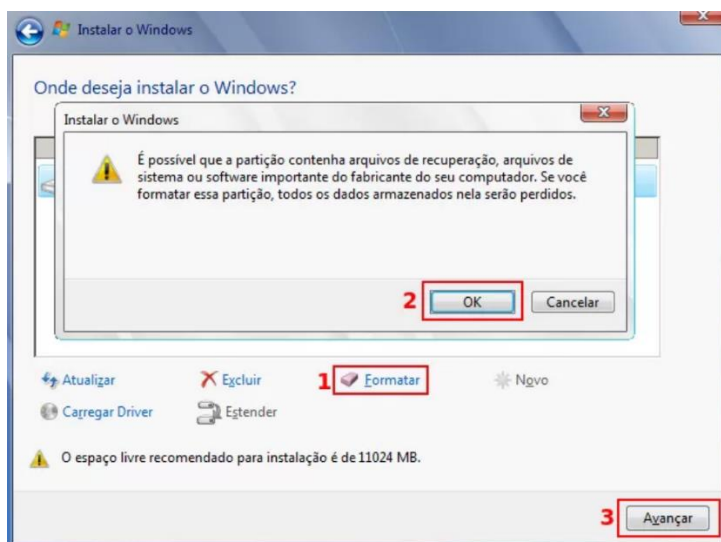 Instalar o Windows
Onde deseja instalar o Windows?
Instalar o Windows
É possível que a partição contenha arquivos de recuperação, arquivos de
sistema ou software importante do fabricante do seu computador. Se você
formatar essa partição, todos os dados armazenados nela serão perdidos.
2 OK Cancelar
Atualizar Excluir 1 Formatar Novo
Carregar Driver Estender
O espaço livre recomendado para instalação é de 11024 MB.
3 Avançar